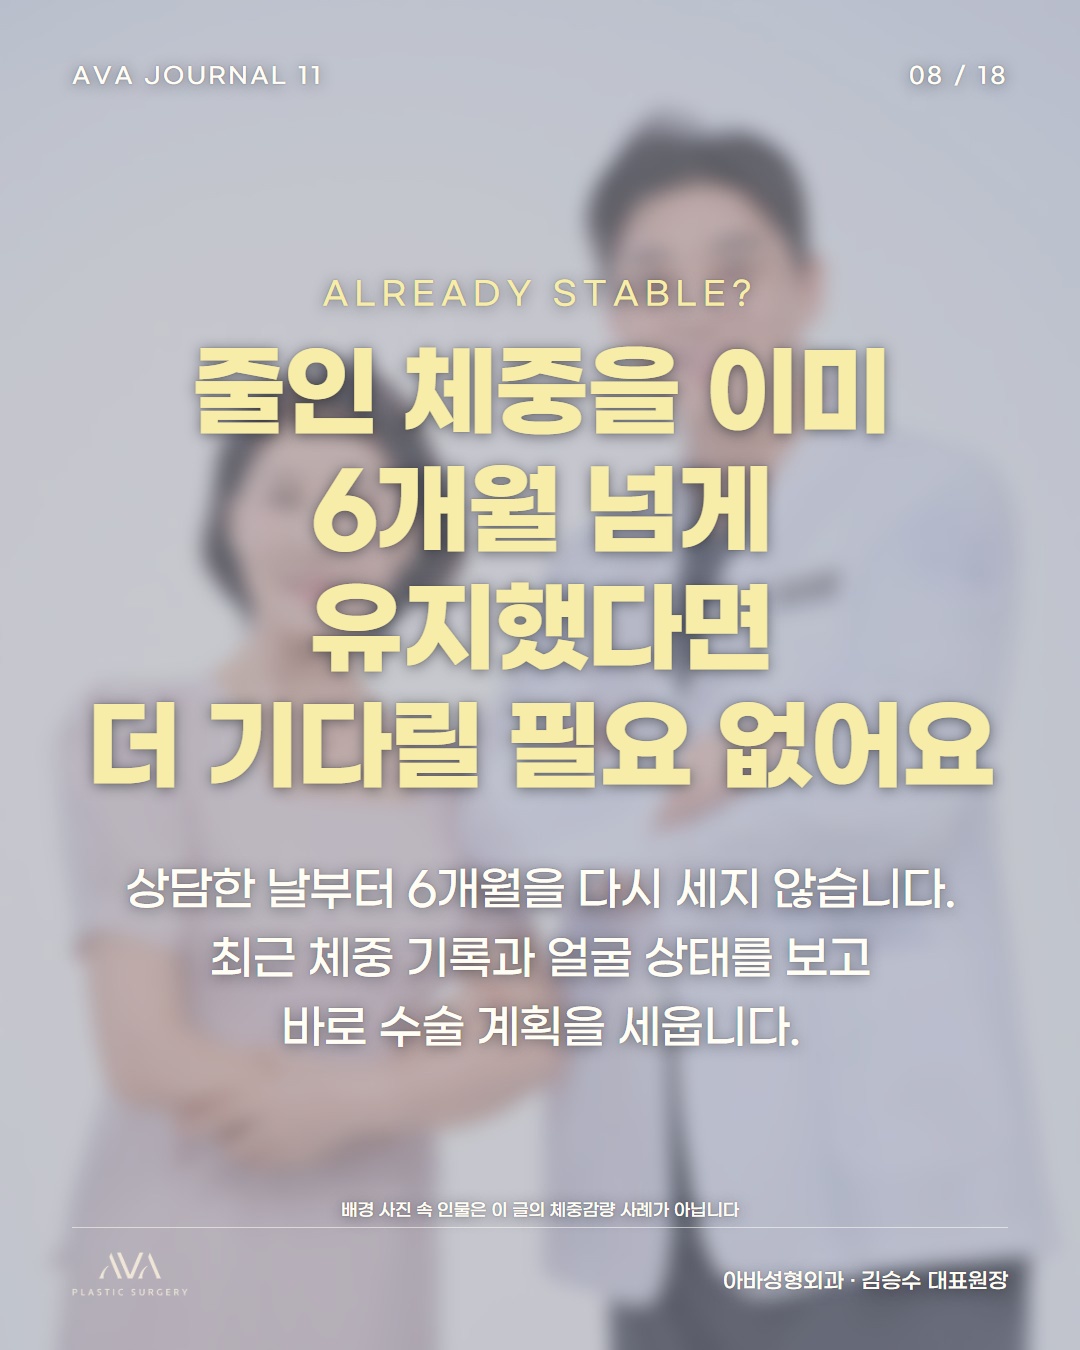 AVA JOURNAL 11
08 / 18
ALREADY STABLE?
줄인 체중을 이미
6개월 넘게
유지했다면
더 기다릴 필요 없어요
상담한 날부터 6개월을 다시 세지 않습니다.
최근 체중 기록과 얼굴 상태를 보고
바로 수술 계획을 세웁니다.
배경 사진 속 인물은 이 글의 체중감량 사례가 아닙니다
AVA
PLASTIC SURGERY
아바성형외과 · 김승수 대표원장